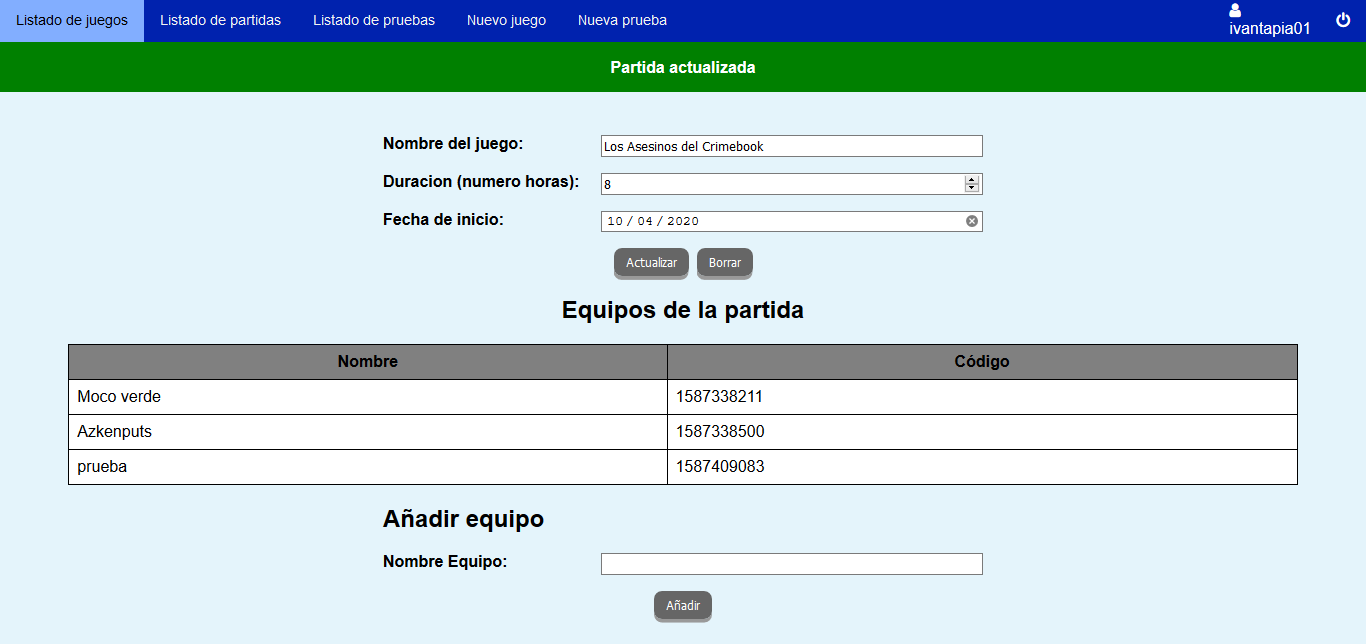 Listado de juegos Listado de partidas Listado de pruebas Nuevo juego Nueva prueba ivantapia01
Partida actualizada
Nombre del juego: Los Asesinos del Crimebook
Duracion (numero horas): 8
Fecha de inicio: 10 / 04 / 2020
Actualizar Borrar
Equipos de la partida
Nombre Código
Moco verde 1587338211
Azkenputs 1587338500
prueba 1587409083
Añadir equipo
Nombre Equipo:
Añadir